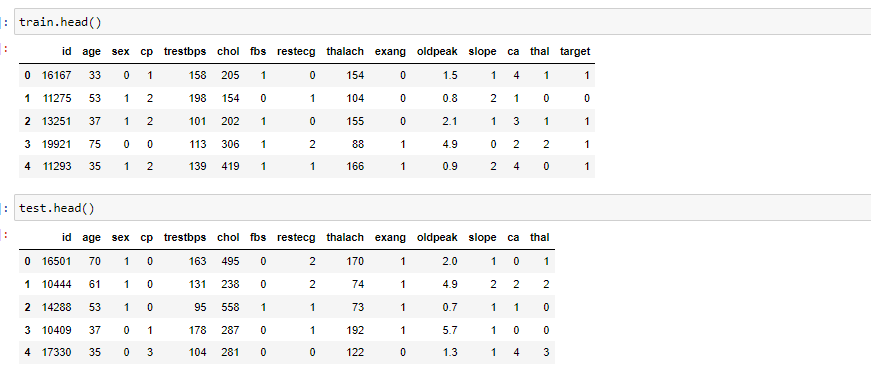 ]: train.head()
]:
id age sex cp trestbps chol fbs restecg thalach exang oldpeak slope ca thal target
0 16167 33 0 1 158 205 1 0 154 0 1.5 1 4 1 1
1 11275 53 1 2 198 154 0 1 104 0 0.8 2 1 0 0
2 13251 37 1 2 101 202 1 0 155 0 2.1 1 3 1 1
3 19921 75 0 0 113 306 1 2 88 1 4.9 0 2 2 1
4 11293 35 1 2 139 419 1 1 166 1 0.9 2 4 0 1
]: test.head()
]:
id age sex cp trestbps chol fbs restecg thalach exang oldpeak slope ca thal
0 16501 70 1 0 163 495 0 2 170 1 2.0 1 0 1
1 10444 61 1 0 131 238 0 2 74 1 4.9 2 2 2
2 14288 53 1 0 95 558 1 1 73 1 0.7 1 1 0
3 10409 37 0 1 178 287 0 1 192 1 5.7 1 0 0
4 17330 35 0 3 104 281 0 0 122 0 1.3 1 4 3